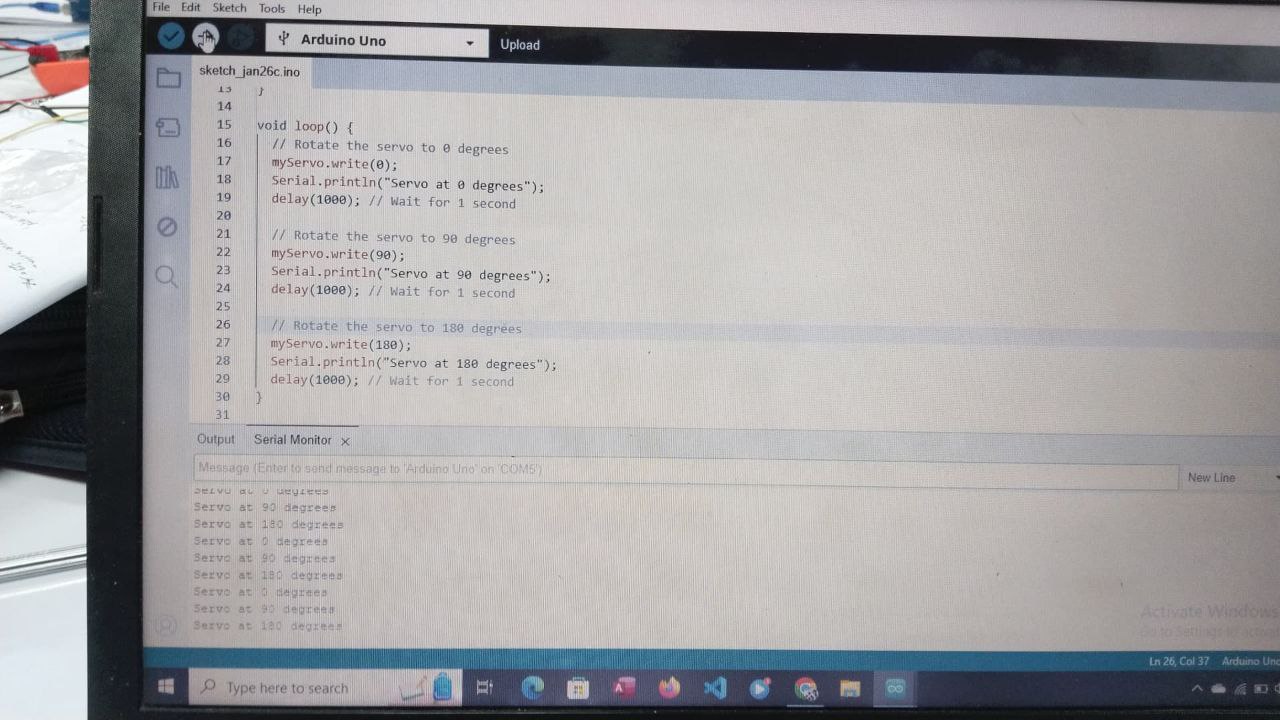 File Edit Sketch Tools Help
Arduino Uno
Upload
sketch_jan26c.ino
13 }
14
15 void loop() {
16 // Rotate the servo to 0 degrees
17 myServo.write(0);
18 Serial.println("Servo at 0 degrees");
19 delay(1000); // Wait for 1 second
20
21 // Rotate the servo to 90 degrees
22 myServo.write(90);
23 Serial.println("Servo at 90 degrees");
24 delay(1000); // Wait for 1 second
25
26 // Rotate the servo to 180 degrees
27 myServo.write(180);
28 Serial.println("Servo at 180 degrees");
29 delay(1000); // Wait for 1 second
30 }
31
Output Serial Monitor ×
Message (Enter to send message to 'Arduino Uno' on 'COM5')
New Line
Servo at 0 degrees
Servo at 90 degrees
Servo at 180 degrees
Servo at 0 degrees
Servo at 90 degrees
Servo at 180 degrees
Servo at 0 degrees
Servo at 90 degrees
Servo at 180 degrees
Activate Windows
Go to Settings to
Ln 26, Col 37 Arduino Uno
Type here to search